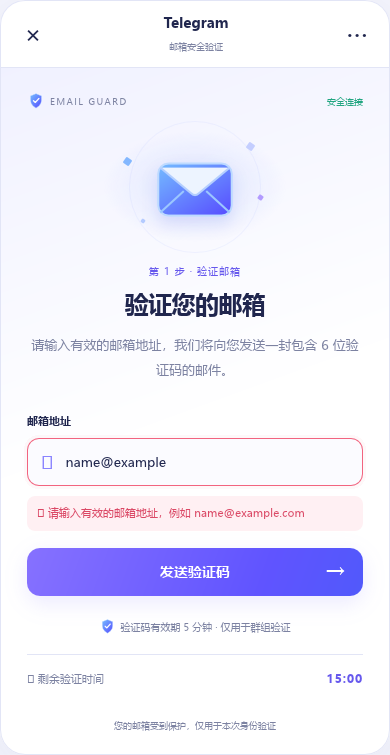 Telegram
邮箱安全验证
EMAIL GUARD
安全连接
第 1 步 · 验证邮箱
验证您的邮箱
请输入有效的邮箱地址，我们将向您发送一封包含 6 位验
证码的邮件。
邮箱地址
name@example
请输入有效的邮箱地址，例如 name@example.com
发送验证码 →
验证码有效期 5 分钟 · 仅用于群组验证
剩余验证时间
15:00
您的邮箱受到保护，仅用于本次身份验证